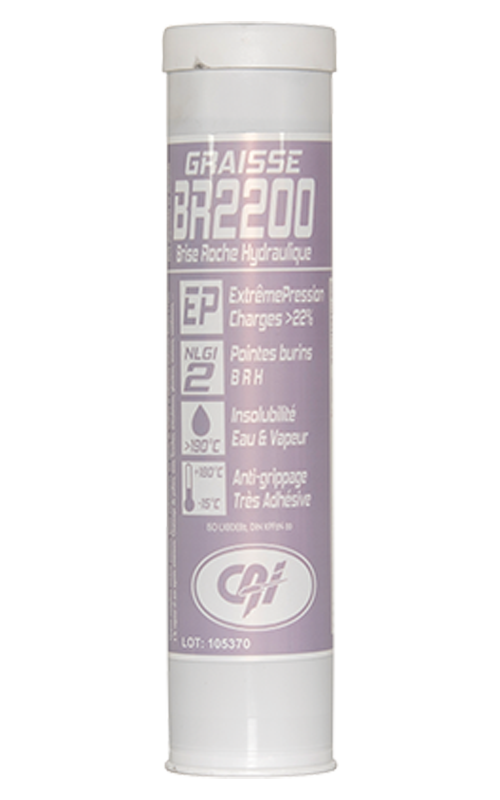 GRAISSE
BR2200
Brise Roche Hydraulique
EP
ExtrêmePression
Charges >22%
NLGI
2
Pointes burins
B R H
>190°C
Insolubilité
Eau & Vapeur
+180°C
-15°C
Anti-grippage
Très Adhésive
CAI
LOT: 105370